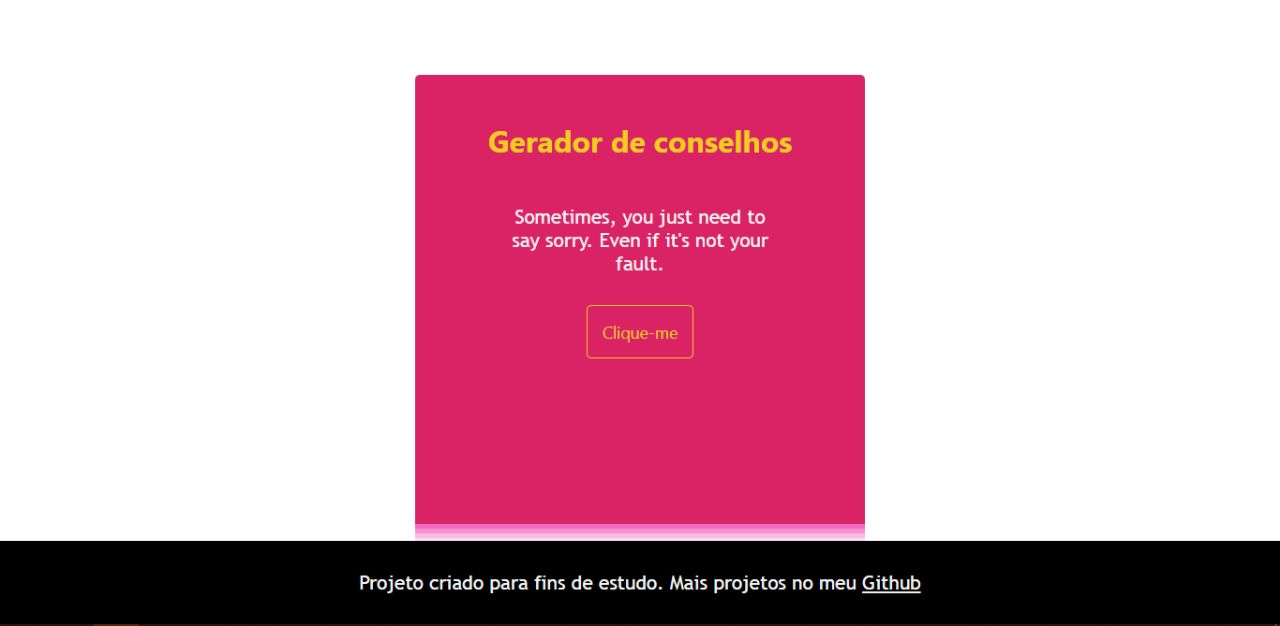 Gerador de conselhos
Sometimes, you just need to
say sorry. Even if it's not your
fault.
Clique-me
Projeto criado para fins de estudo. Mais projetos no meu Github